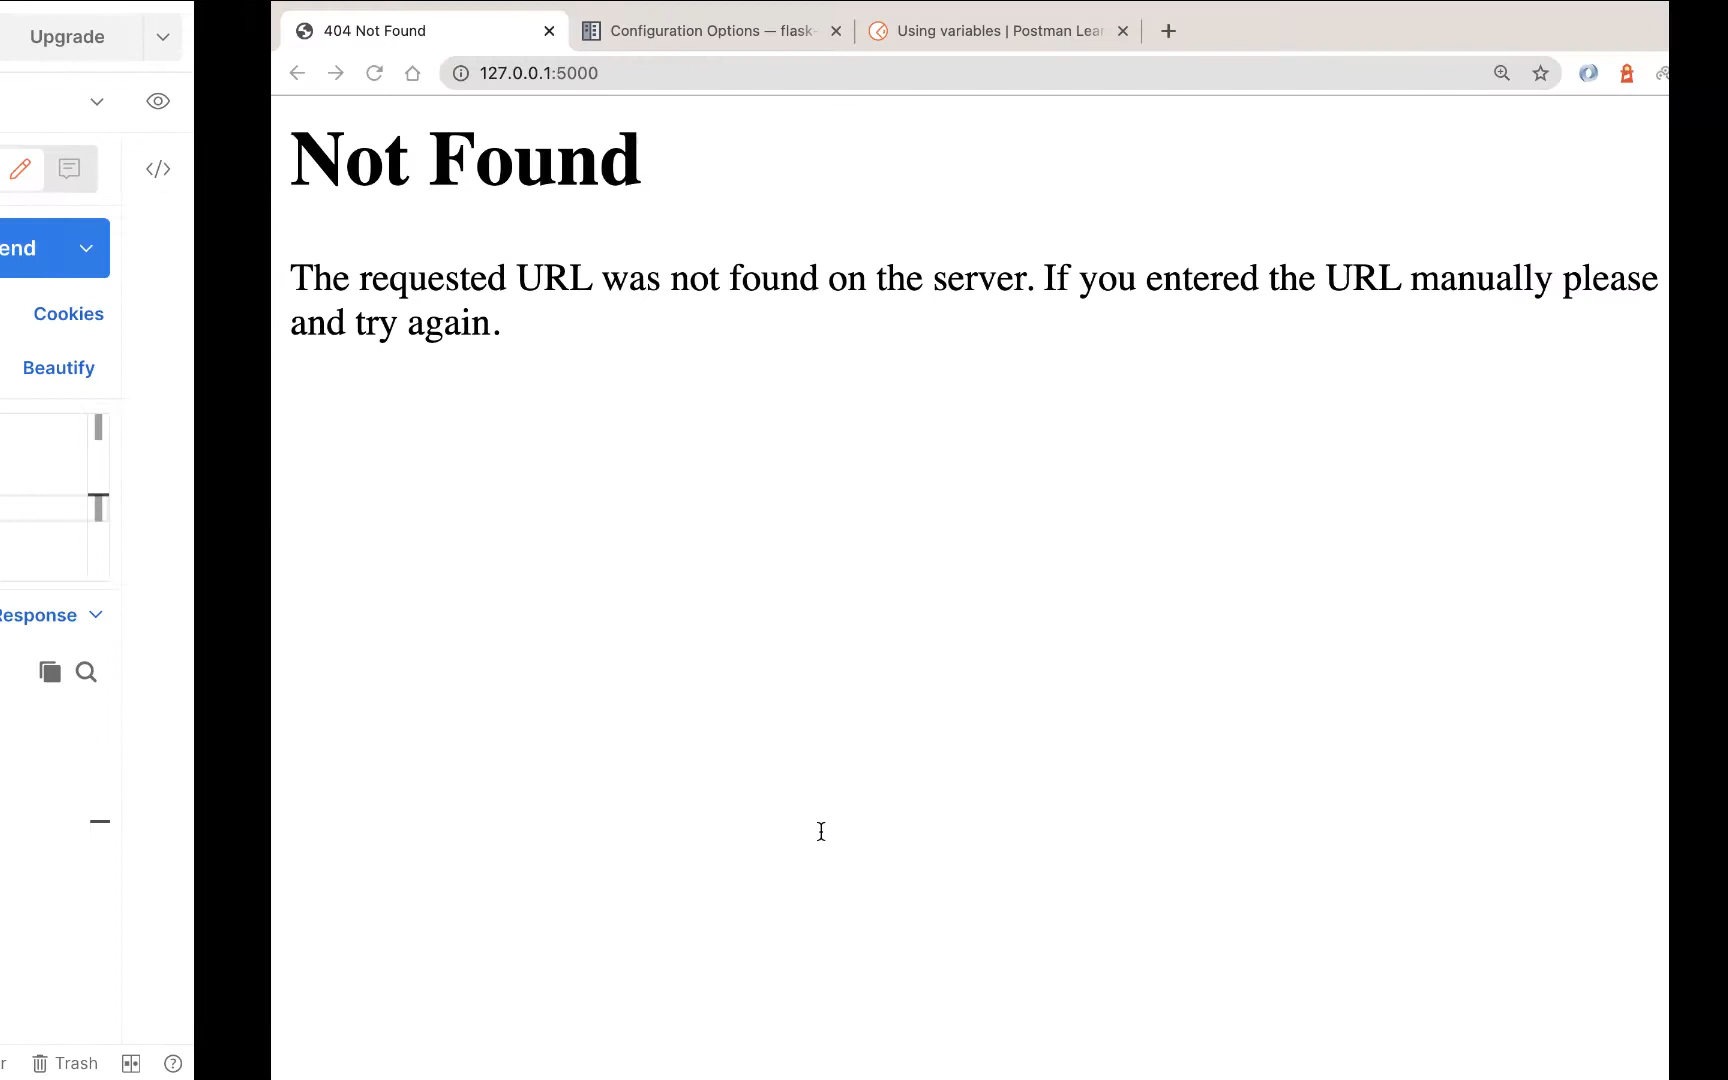 Upgrade
end
Cookies
Beautify
Response
Trash
404 Not Found
Configuration Options — flask-
Using variables | Postman Lear
127.0.0.1:5000
Not Found
The requested URL was not found on the server. If you entered the URL manually please
and try again.